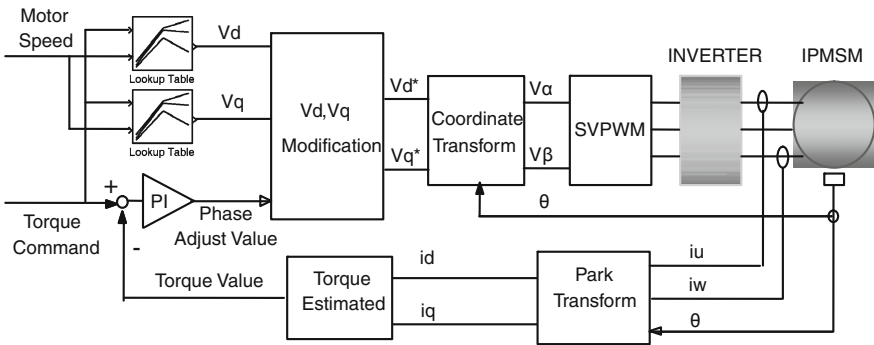 Motor
Speed
Lookup Table
Vd
Lookup Table
Vq
Vd,Vq
Modification
Vd*
Vq*
Coordinate
Transform
Vα
Vβ
SVPWM
INVERTER
IPMSM
+
PI
-
Phase
Adjust Value
Torque
Command
θ
Torque Value
Torque
Estimated
id
iq
Park
Transform
iu
iw
θ